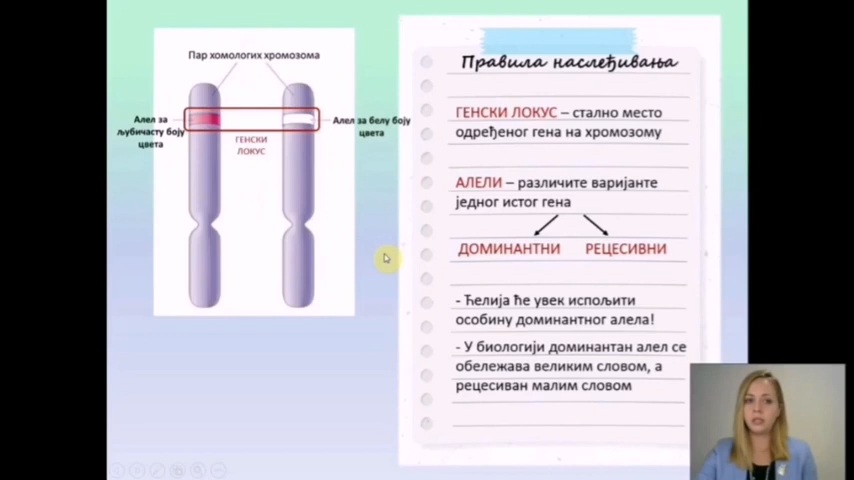 Пар хомологих хромозома
Алел за
љубичасту боју
цвета
Алел за белу боју
цвета
ГЕНСКИ
ЛОКУС
Правила наслеђивања
ГЕНСКИ ЛОКУС – стално место
одређеног гена на хромозому
АЛЕЛИ – различите варијанте
једног истог гена
ДОМИНАНТНИ РЕЦЕСИВНИ
- Ћелија ће увек испољити
особину доминантног алела!
- У биологији доминантан алел се
обележава великим словом, а
рецесиван малим словом